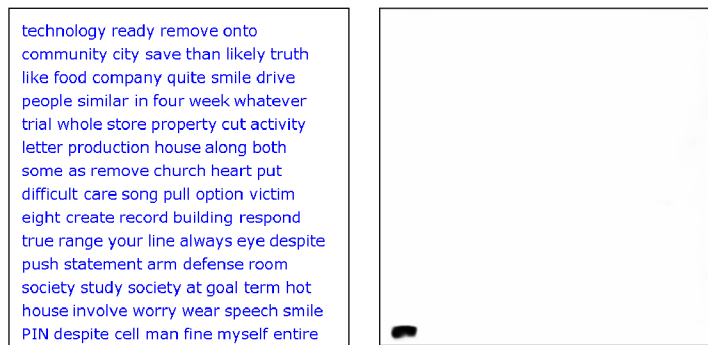 technology ready remove onto
community city save than likely truth
like food company quite smile drive
people similar in four week whatever
trial whole store property cut activity
letter production house along both
some as remove church heart put
difficult care song pull option victim
eight create record building respond
true range your line always eye despite
push statement arm defense room
society study society at goal term hot
house involve worry wear speech smile
PIN despite cell man fine myself entire